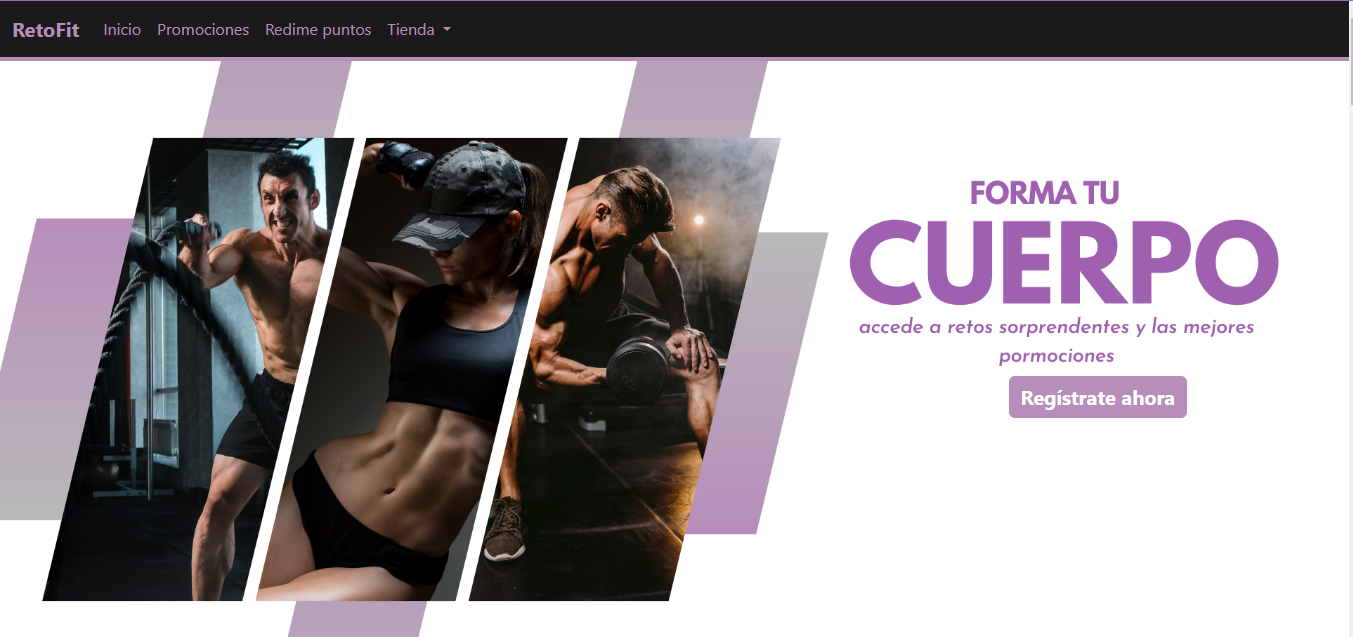 RetoFit Inicio Promociones Redime puntos Tienda
FORMA TU
CUERPO
accede a retos sorprendentes y las mejores
pormociones
Regístrate ahora